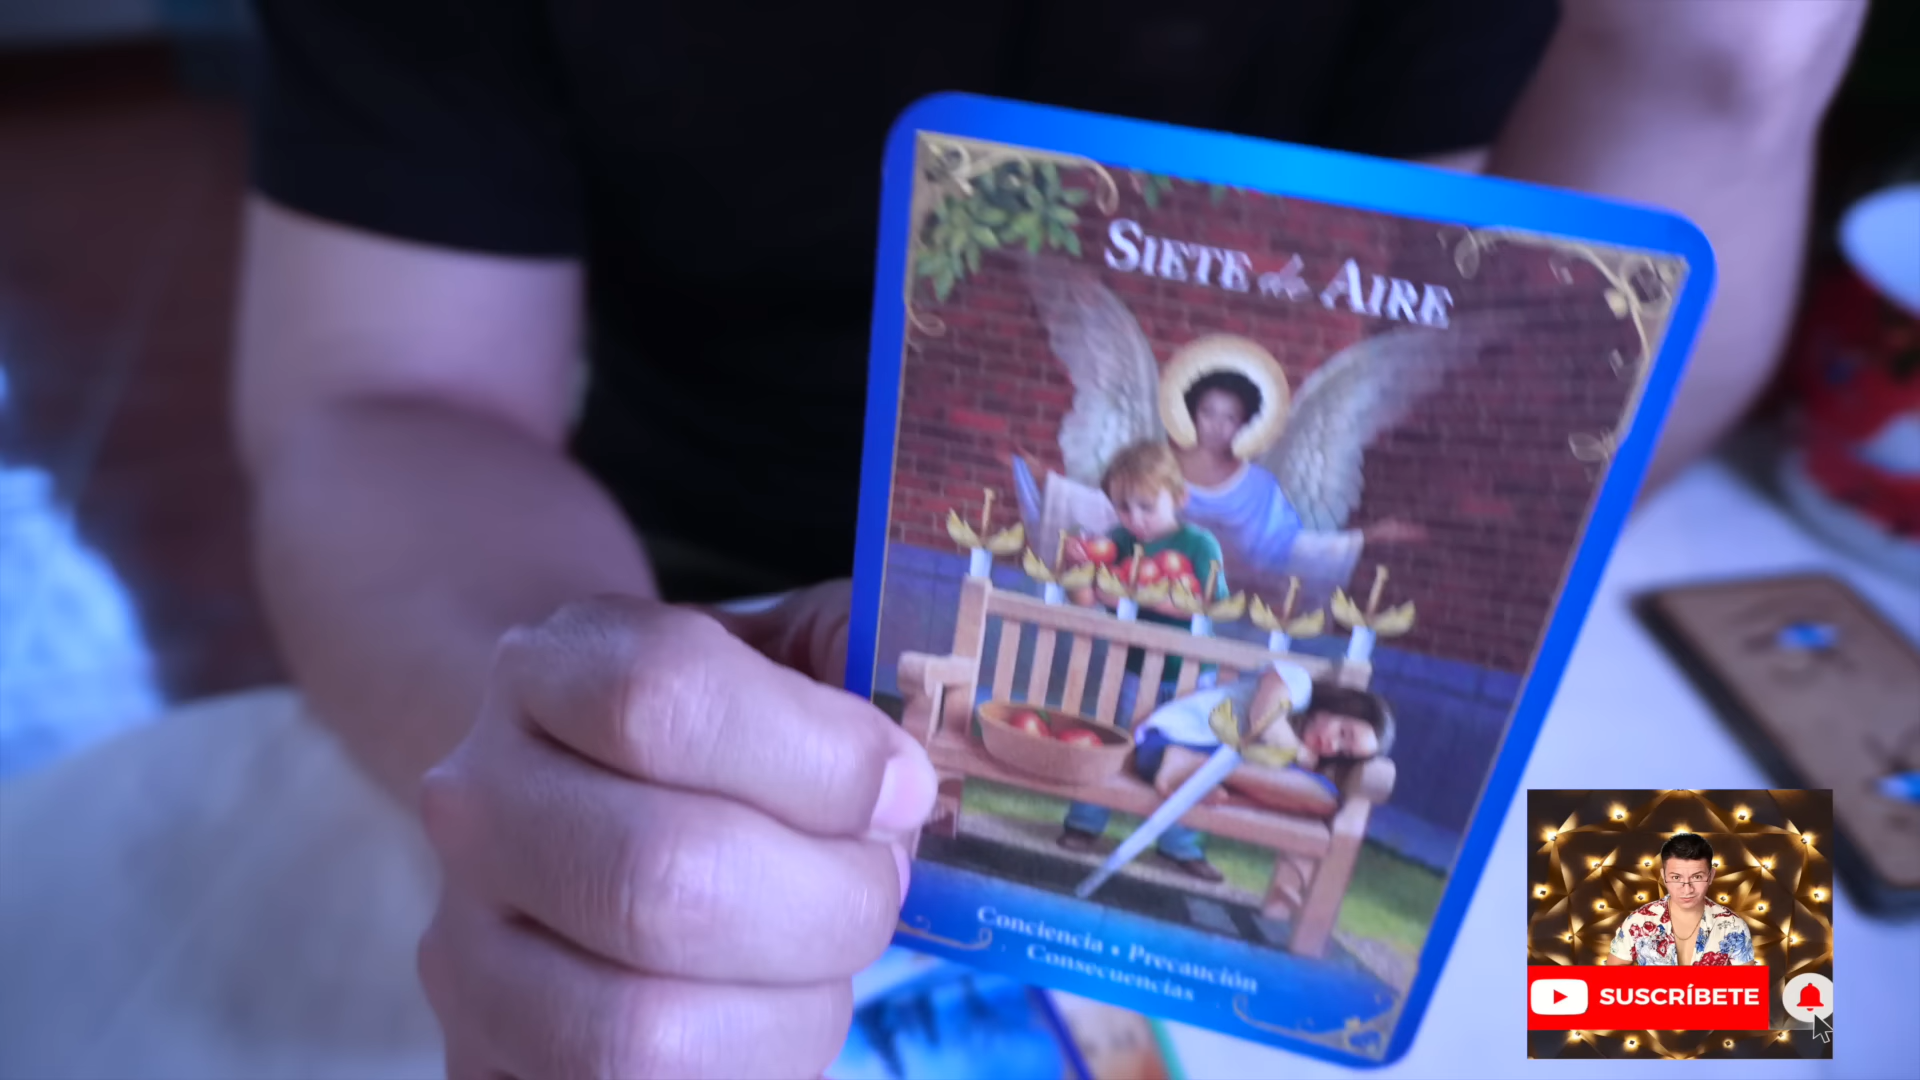 SIETE de AIRE
Conciencia • Precaución
Consecuencias
SUSCRÍBETE